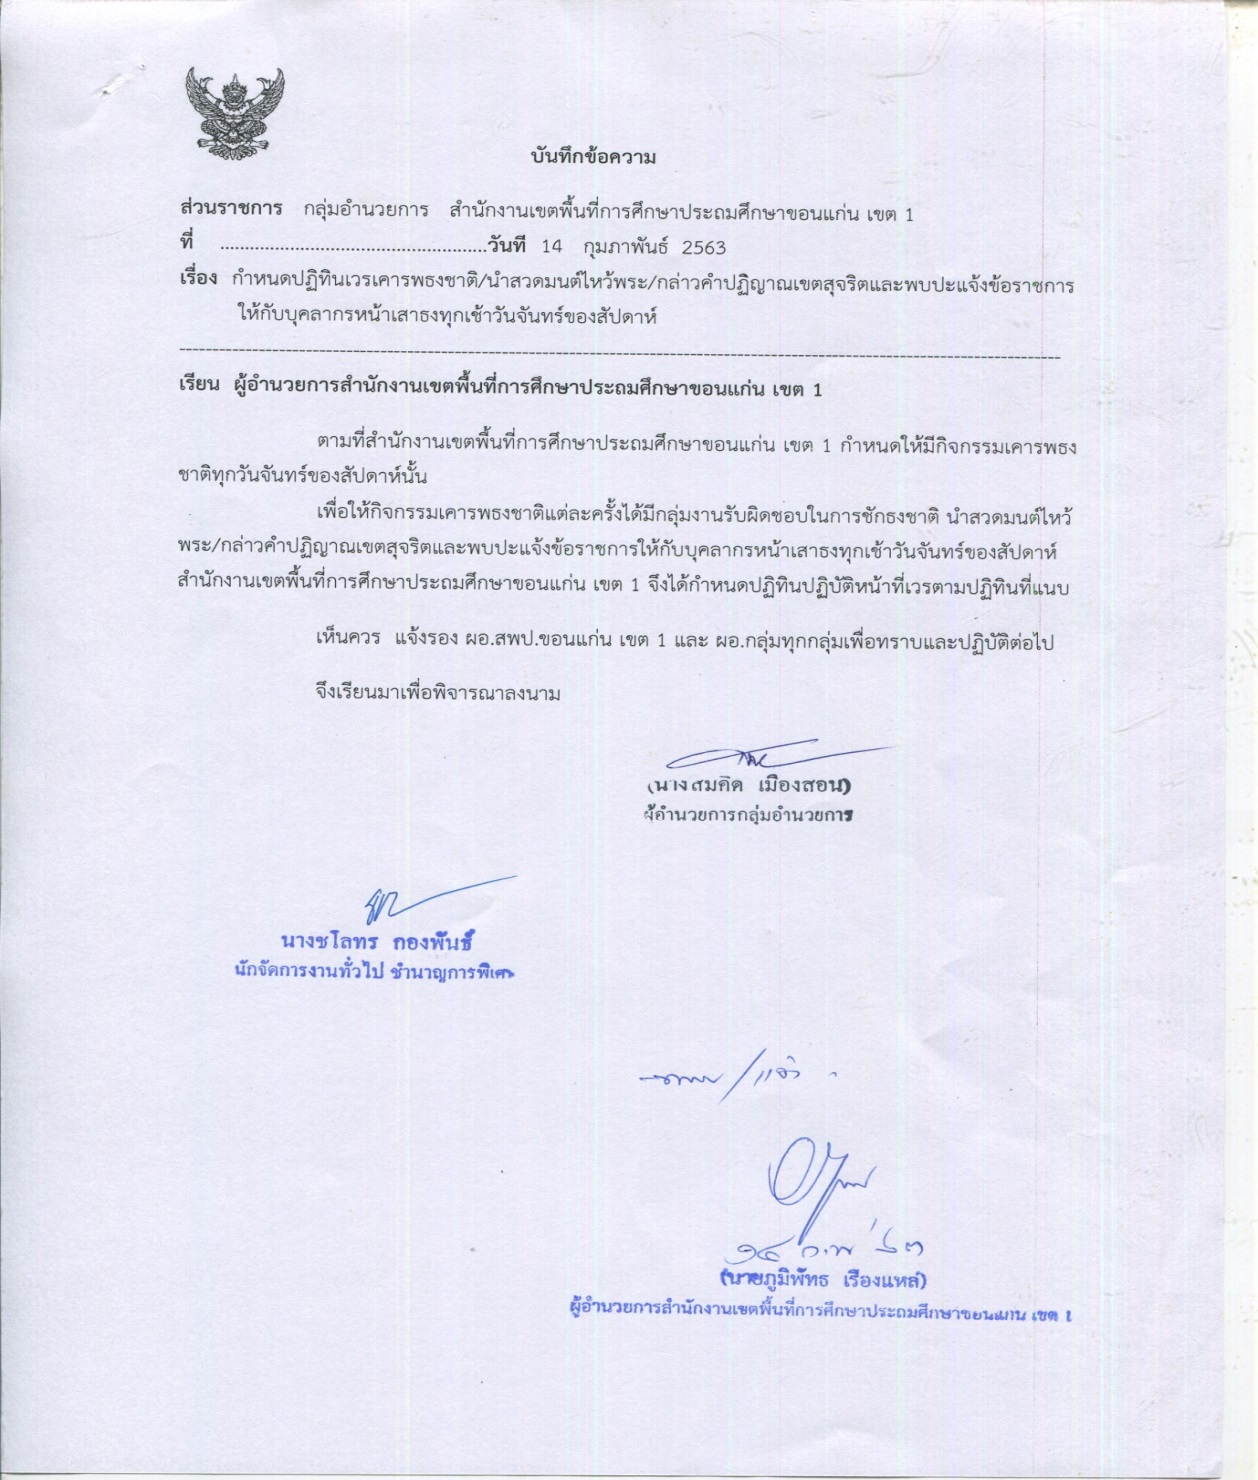 บันทึกข้อความ
ส่วนราชการ กลุ่มอำนวยการ สำนักงานเขตพื้นที่การศึกษาประถมศึกษาขอนแก่น เขต 1
ที่ ......................................................วันที่ 14 กุมภาพันธ์ 2563
เรื่อง กำหนดปฏิทินเวรเคารพธงชาติ/นำสวดมนต์ไหว้พระ/กล่าวคำปฏิญาณเขตสุจริตและพบปะแจ้งข้อราชการ
ให้กับบุคลากรหน้าเสาธงทุกเช้าวันจันทร์ของสัปดาห์
เรียน ผู้อำนวยการสำนักงานเขตพื้นที่การศึกษาประถมศึกษาขอนแก่น เขต 1
ตามที่สำนักงานเขตพื้นที่การศึกษาประถมศึกษาขอนแก่น เขต 1 กำหนดให้มีกิจกรรมเคารพธง
ชาติทุกวันจันทร์ของสัปดาห์นั้น
เพื่อให้กิจกรรมเคารพธงชาติแต่ละครั้งได้มีกลุ่มงานรับผิดชอบในการชักธงชาติ นำสวดมนต์ไหว้
พระ/กล่าวคำปฏิญาณเขตสุจริตและพบปะแจ้งข้อราชการให้กับบุคลากรหน้าเสาธงทุกเช้าวันจันทร์ของสัปดาห์
สำนักงานเขตพื้นที่การศึกษาประถมศึกษาขอนแก่น เขต 1 จึงได้กำหนดปฏิทินปฏิบัติหน้าที่เวรตามปฏิทินที่แนบ
เห็นควร แจ้งรอง ผอ.สพป.ขอนแก่น เขต 1 และ ผอ.กลุ่มทุกกลุ่มเพื่อทราบและปฏิบัติต่อไป
จึงเรียนมาเพื่อพิจารณาลงนาม
(นางสมคิด เมืองสอน)
ผู้อำนวยการกลุ่มอำนวยการ
นางชโลทร กองพันธ์
นักจัดการงานทั่วไป ชำนาญการพิเศษ
ทราบ/แจ้ง
๑๔ ก.พ. ๖๓
(นายภูมิพัทธ เรืองแหล่)
ผู้อำนวยการสำนักงานเขตพื้นที่การศึกษาประถมศึกษาขอนแก่น เขต 1